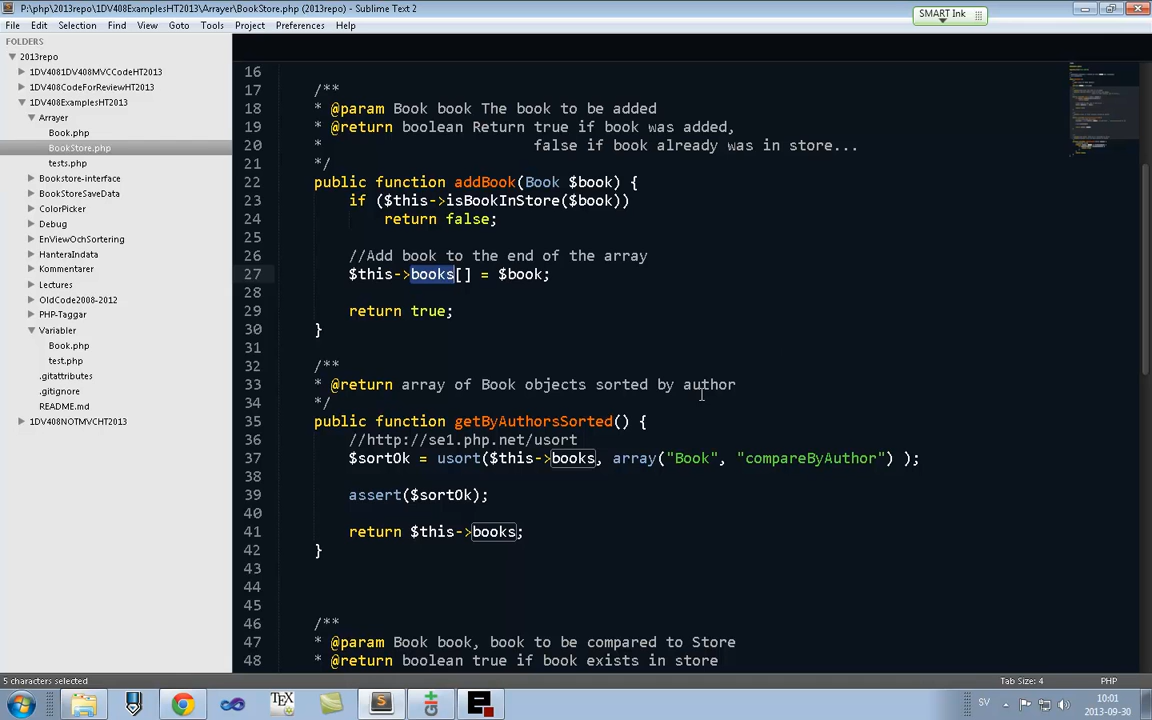 P:\php\2013repo\1DV408ExamplesHT2013\Arrayer\BookStore.php (2013repo) - Sublime Text 2
SMART Ink
File Edit Selection Find View Goto Tools Project Preferences Help
FOLDERS
2013repo
1DV4081DV408MVCCodeHT2013
1DV408CodeForReviewHT2013
1DV408ExamplesHT2013
Arrayer
Book.php
BookStore.php
tests.php
Bookstore-interface
BookStoreSaveData
ColorPicker
Debug
EnViewOchSortering
HanteraIndata
Kommentarer
Lectures
OldCode2008-2012
PHP-Taggar
Variabler
Book.php
test.php
.gitattributes
.gitignore
README.md
1DV408NOTMVCHT2013
16
17 /**
18 * @param Book book The book to be added
19 * @return boolean Return true if book was added,
20 * false if book already was in store...
21 */
22 public function addBook(Book $book) {
23 if ($this->isBookInStore($book))
24 return false;
25
26 //Add book to the end of the array
27 $this->books[] = $book;
28
29 return true;
30 }
31
32 /**
33 * @return array of Book objects sorted by author
34 */
35 public function getByAuthorsSorted() {
36 //http://se1.php.net/usort
37 $sortOk = usort($this->books, array("Book", "compareByAuthor") );
38
39 assert($sortOk);
40
41 return $this->books;
42 }
43
44
45
46 /**
47 * @param Book book, book to be compared to Store
48 * @return boolean true if book exists in store
5 characters selected
Tab Size: 4
PHP
SV
10:01
2013-09-30